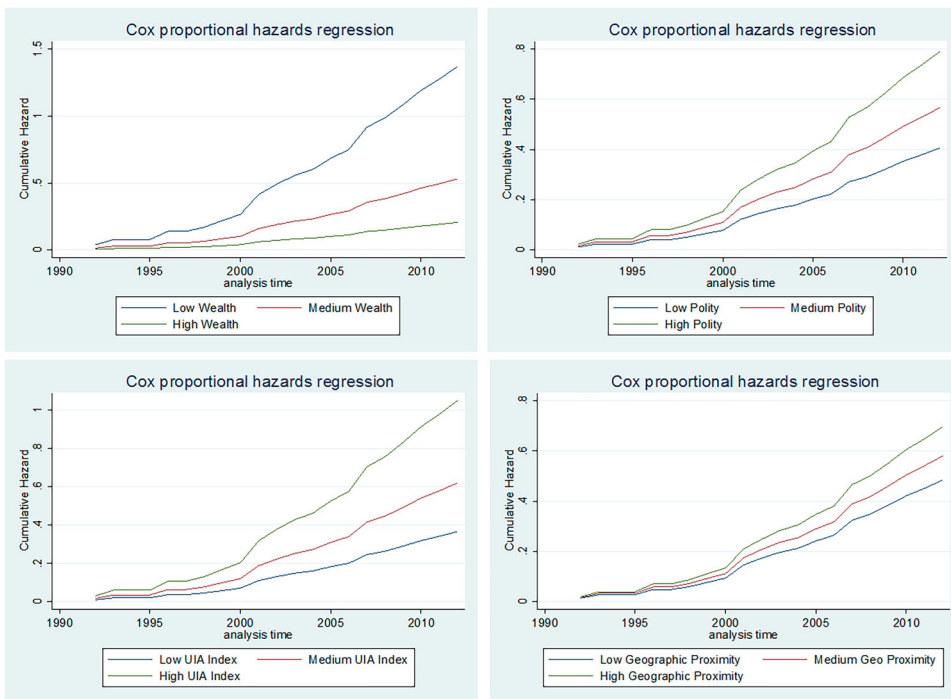 Cox proportional hazards regression
1.5
1
.5
0
Cumulative Hazard
1990 1995 2000 2005 2010
analysis time
Low Wealth Medium Wealth
High Wealth
Cox proportional hazards regression
.8
.6
.4
.2
0
Cumulative Hazard
1990 1995 2000 2005 2010
analysis time
Low Polity Medium Polity
High Polity
Cox proportional hazards regression
1
.8
.6
.4
.2
0
Cumulative Hazard
1990 1995 2000 2005 2010
analysis time
Low UIA Index Medium UIA Index
High UIA Index
Cox proportional hazards regression
.8
.6
.4
.2
0
Cumulative Hazard
1990 1995 2000 2005 2010
analysis time
Low Geographic Proximity Medium Geo Proximity
High Geographic Proximity